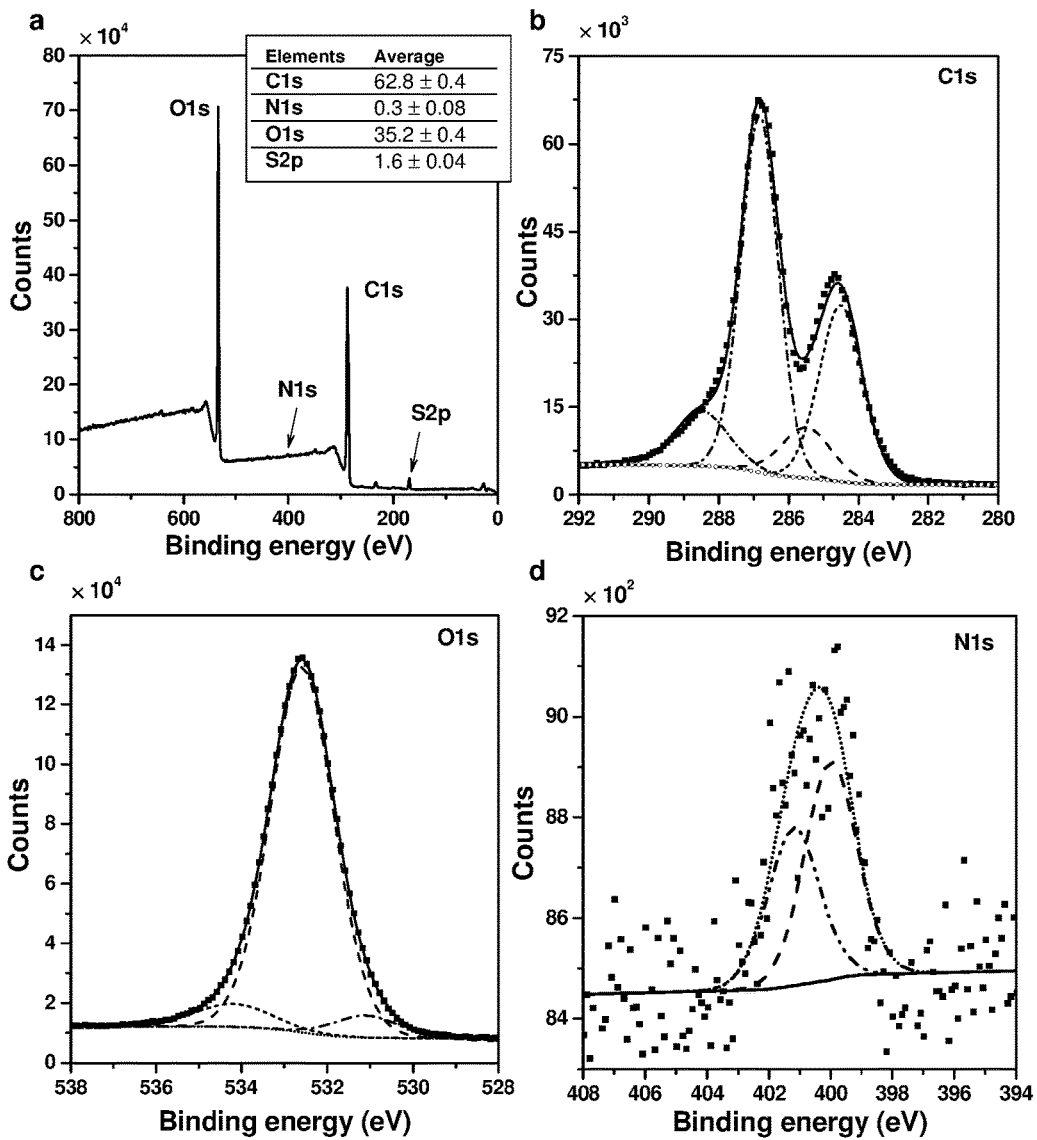 a
× 10⁴
80
70
60
50
40
30
20
10
0
Counts
Elements Average
C1s 62.8 ± 0.4
N1s 0.3 ± 0.08
O1s 35.2 ± 0.4
S2p 1.6 ± 0.04
O1s
C1s
N1s
S2p
800 600 400 200 0
Binding energy (eV)
b
× 10³
75
60
45
30
15
0
Counts
C1s
292 290 288 286 284 282 280
Binding energy (eV)
c
× 10⁴
14
12
10
8
6
4
2
0
Counts
O1s
538 536 534 532 530 528
Binding energy (eV)
d
× 10²
92
90
88
86
84
Counts
N1s
408 406 404 402 400 398 396 394
Binding energy (eV)